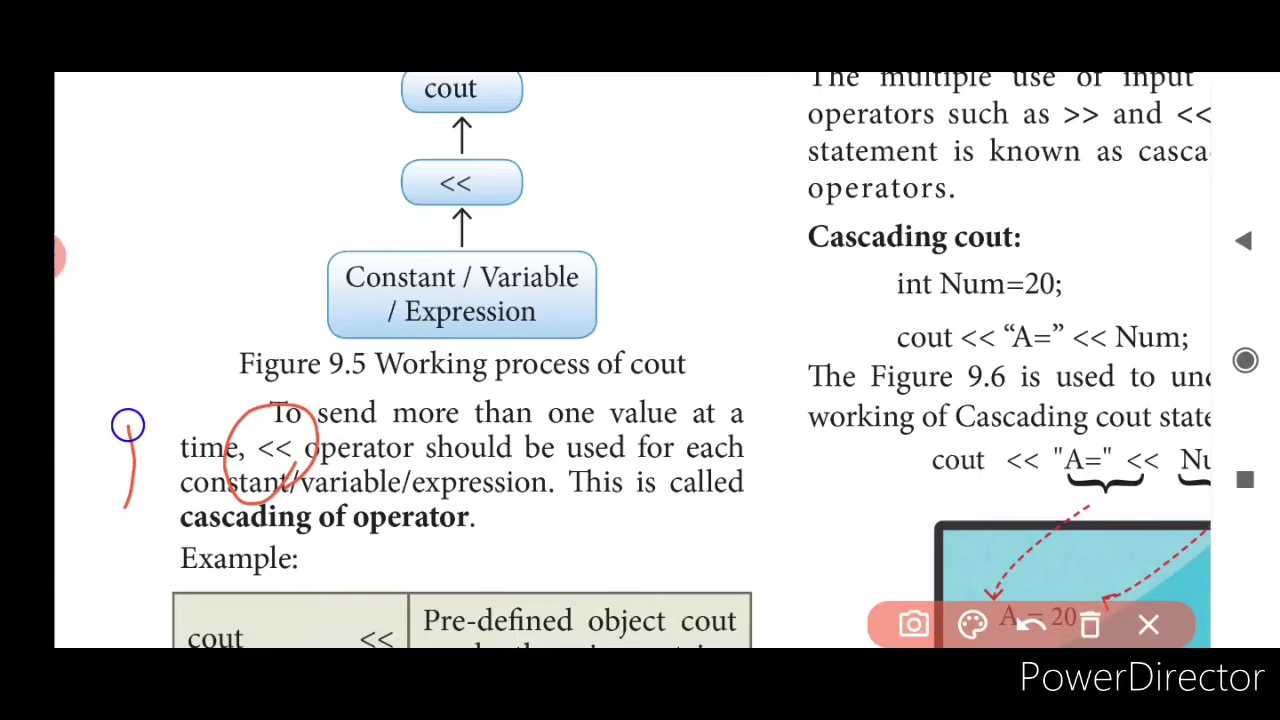 cout
<<
Constant / Variable
/ Expression
Figure 9.5 Working process of cout
To send more than one value at a
time, << operator should be used for each
constant/variable/expression. This is called
cascading of operator.
Example:
cout <<
Pre-defined object cout
The multiple use of input
operators such as >> and <<
statement is known as casca
operators.
Cascading cout:
int Num=20;
cout << “A=” << Num;
The Figure 9.6 is used to und
working of Cascading cout state
cout << "A=" << Nu
A = 20
PowerDirector